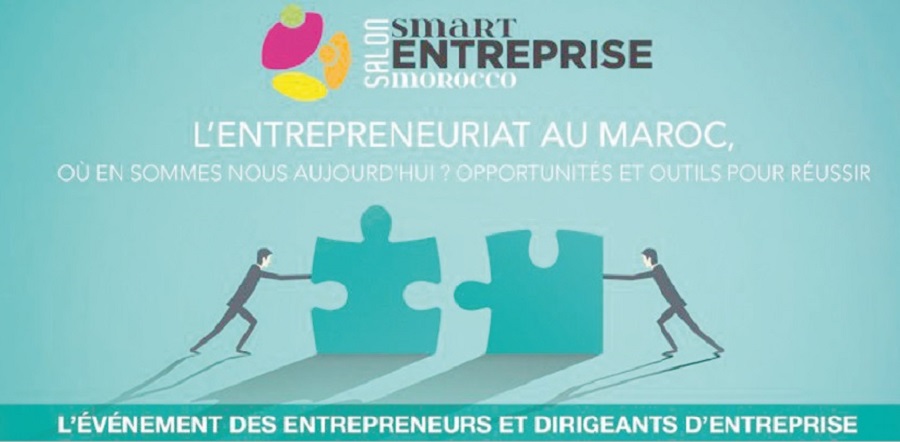 SALON
smart
ENTREPRISE
morocco
L'ENTREPRENEURIAT AU MAROC,
OÙ EN SOMMES NOUS AUJOURD'HUI ? OPPORTUNITÉS ET OUTILS POUR RÉUSSIR
L'ÉVÉNEMENT DES ENTREPRENEURS ET DIRIGEANTS D'ENTREPRISE